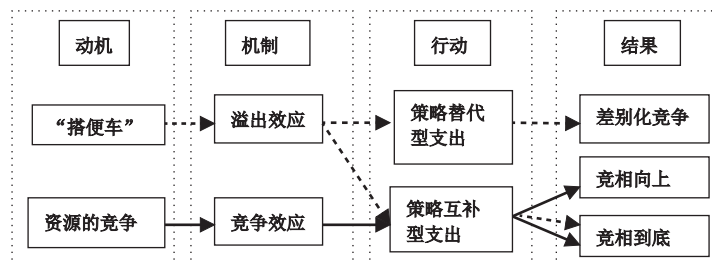 动机
机制
行动
结果
“搭便车”
溢出效应
策略替代
型支出
差别化竞争
资源的竞争
竞争效应
策略互补
型支出
竞相向上
竞相到底